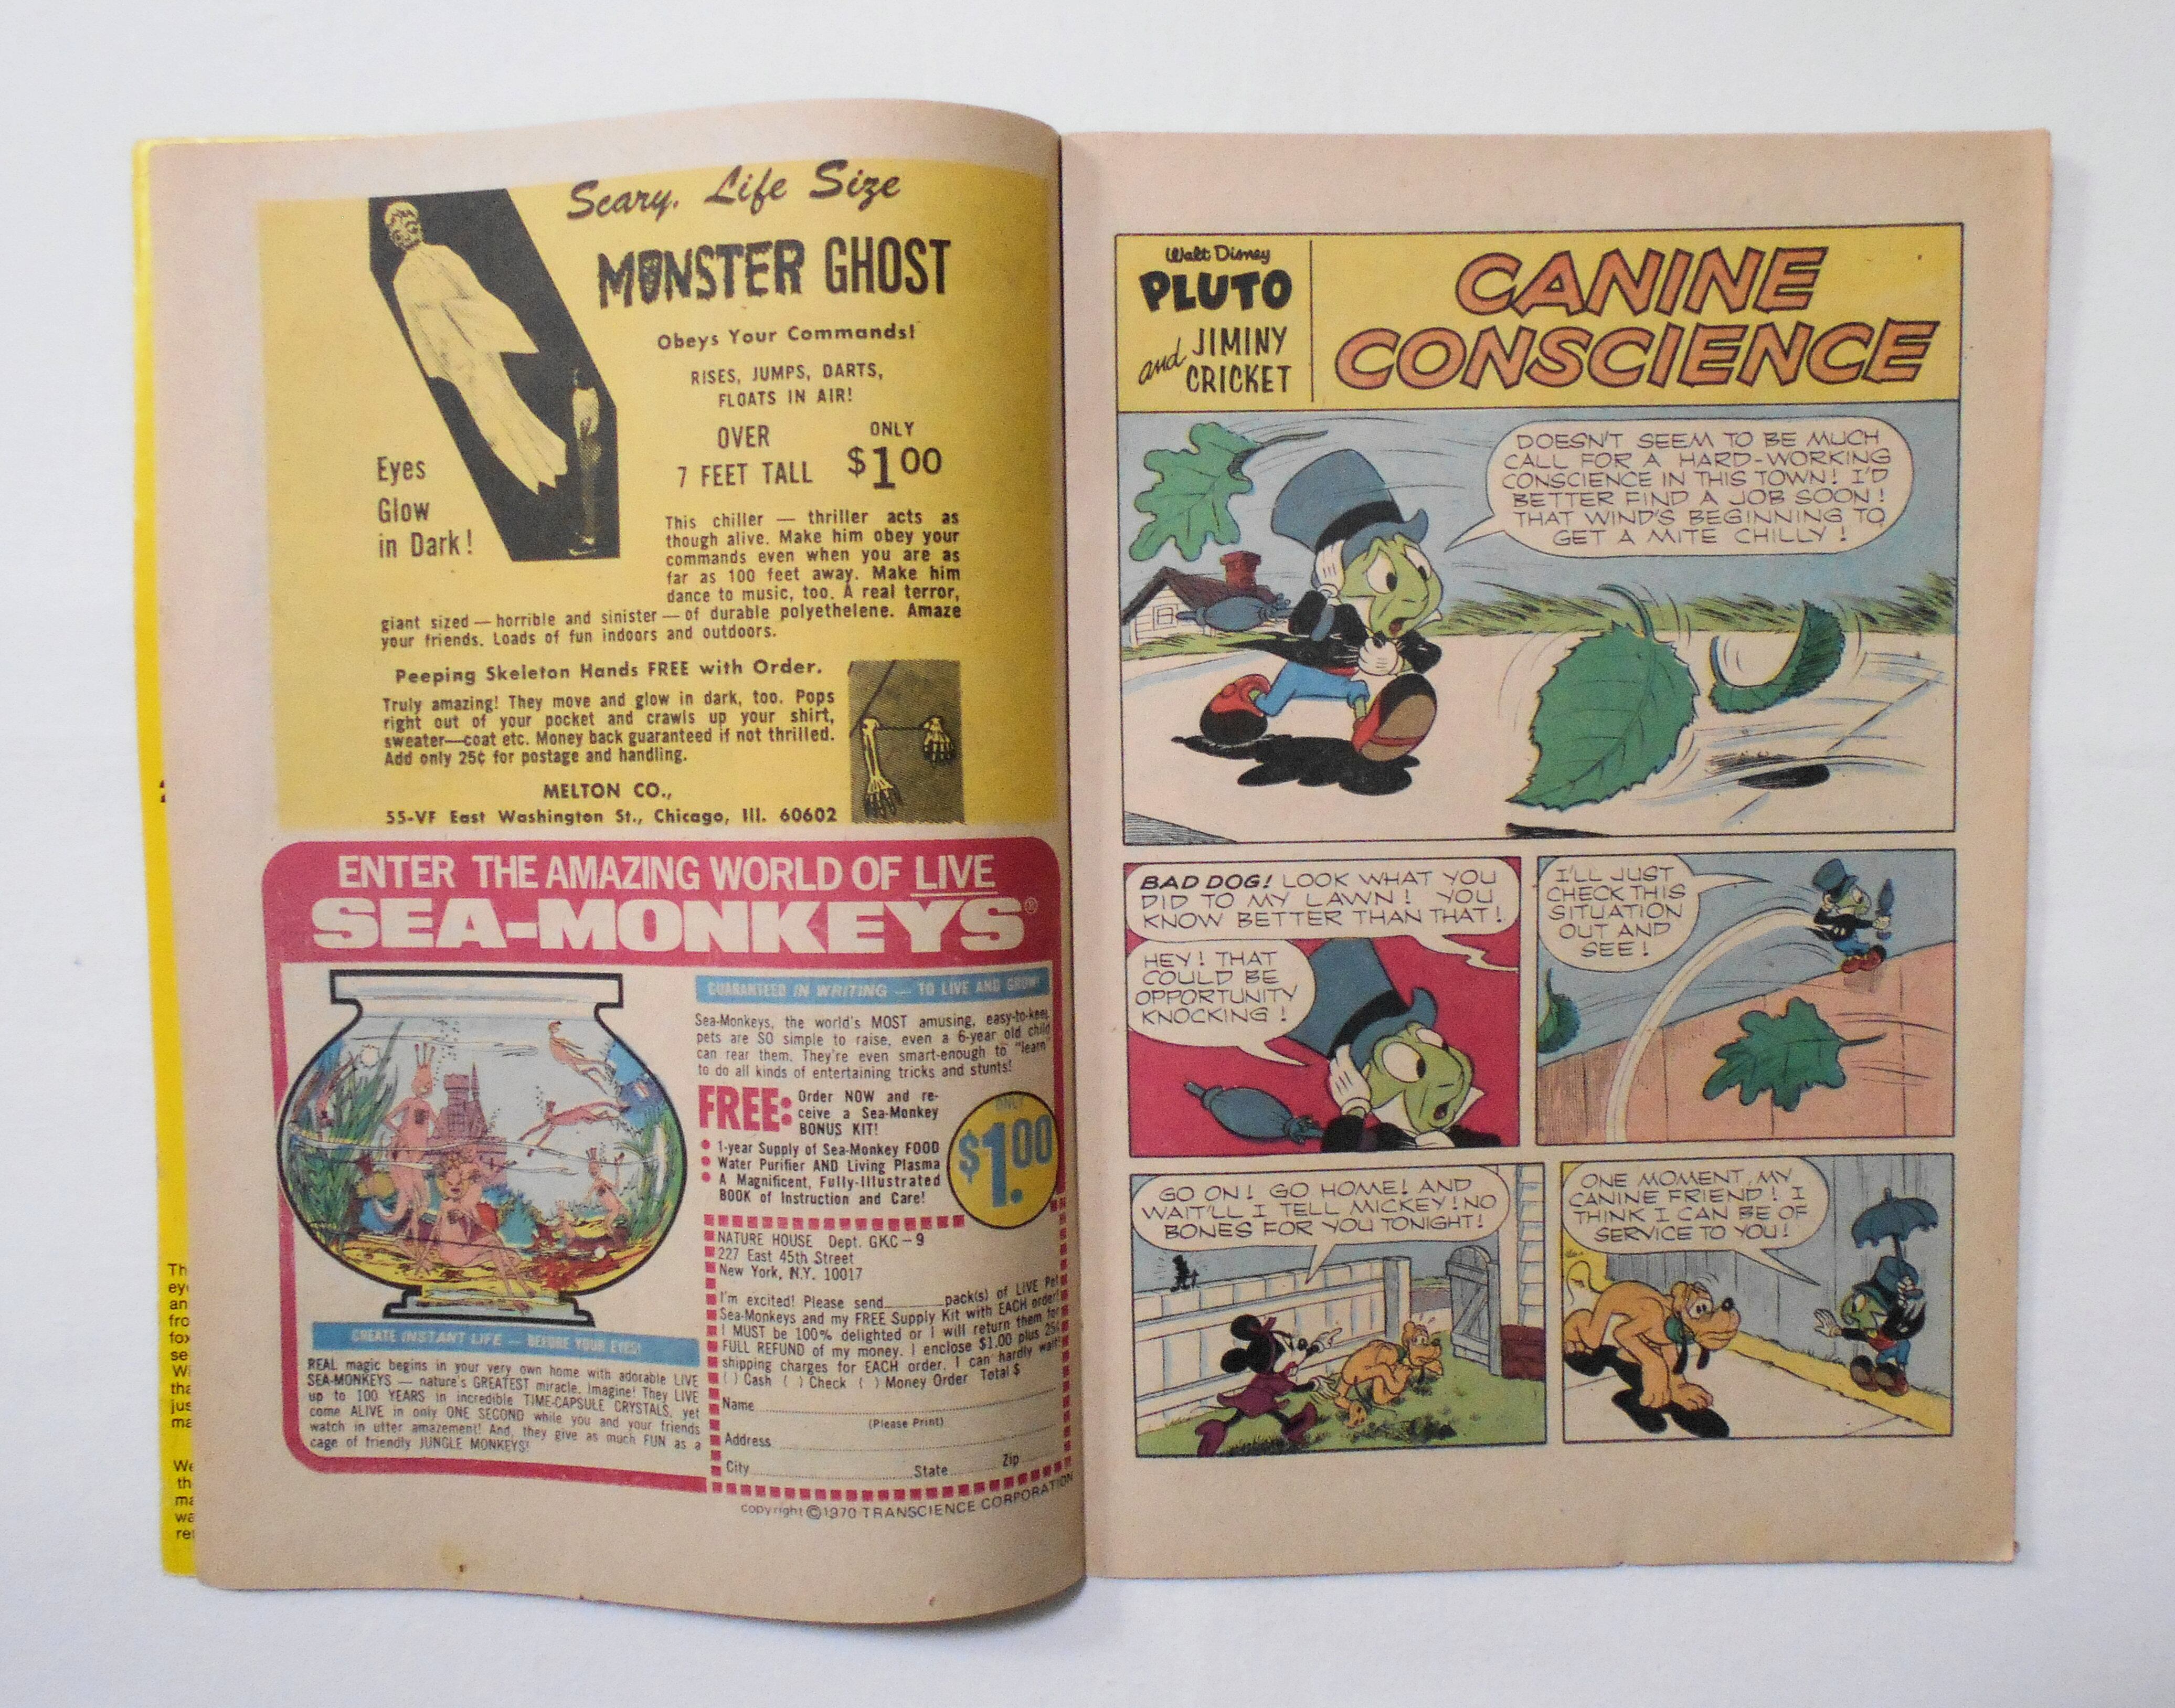 Scary, Life Size
MONSTER GHOST
Obeys Your Commands!
RISES, JUMPS, DARTS,
FLOATS IN AIR!
OVER
7 FEET TALL
ONLY
$1.00
Eyes
Glow
in Dark!
This chiller — thriller acts as
though alive. Make him obey your
commands even when you are as
far as 100 feet away. Make him
dance to music, too. A real terror,
giant sized — horrible and sinister — of durable polyethelene. Amaze
your friends. Loads of fun indoors and outdoors.
Peeping Skeleton Hands FREE with Order.
Truly amazing! They move and glow in dark, too. Pops
right out of your pocket and crawls up your shirt,
sweater—coat etc. Money back guaranteed if not thrilled.
Add only 25¢ for postage and handling.
MELTON CO.,
55-VF East Washington St., Chicago, Ill. 60602
ENTER THE AMAZING WORLD OF LIVE
SEA-MONKEYS®
GUARANTEED IN WRITING — TO LIVE AND GROW!
Sea-Monkeys, the world's MOST amusing, easy-to-keep
pets are SO simple to raise, even a 6-year old child
can rear them. They're even smart-enough to "learn"
to do all kinds of entertaining tricks and stunts!
FREE:
Order NOW and re-
ceive a Sea-Monkey
BONUS KIT!
• 1-year Supply of Sea-Monkey FOOD
• Water Purifier AND Living Plasma
• A Magnificent, Fully-Illustrated
BOOK of Instruction and Care!
ONLY
$1.00
NATURE HOUSE Dept. GKC-9
227 East 45th Street
New York, N.Y. 10017
I'm excited! Please send pack(s) of LIVE Pet
Sea-Monkeys and my FREE Supply Kit with EACH order!
I MUST be 100% delighted or I will return them for
FULL REFUND of my money. I enclose $1.00 plus 25¢
shipping charges for EACH order. I can hardly wait!
( ) Cash ( ) Check ( ) Money Order Total $
Name
(Please Print)
Address
City State Zip
CREATE INSTANT LIFE — BEFORE YOUR EYES!
REAL magic begins in your very own home with adorable LIVE
SEA-MONKEYS — nature's GREATEST miracle. Imagine! They LIVE
up to 100 YEARS in incredible TIME-CAPSULE CRYSTALS, yet
come ALIVE in only ONE SECOND while you and your friends
watch in utter amazement! And, they give as much FUN as a
cage of friendly JUNGLE MONKEYS!
copyright ©1970 TRANSCIENCE CORPORATION
Walt Disney
PLUTO
and JIMINY
CRICKET
CANINE
CONSCIENCE
DOESN'T SEEM TO BE MUCH
CALL FOR A HARD-WORKING
CONSCIENCE IN THIS TOWN! I'D
BETTER FIND A JOB SOON!
THAT WIND'S BEGINNING TO
GET A MITE CHILLY!
BAD DOG! LOOK WHAT YOU
DID TO MY LAWN! YOU
KNOW BETTER THAN THAT!
HEY! THAT
COULD BE
OPPORTUNITY
KNOCKING!
I'LL JUST
CHECK THIS
SITUATION
OUT AND
SEE!
GO ON! GO HOME! AND
WAIT'LL I TELL MICKEY! NO
BONES FOR YOU TONIGHT!
ONE MOMENT, MY
CANINE FRIEND! I
THINK I CAN BE OF
SERVICE TO YOU!